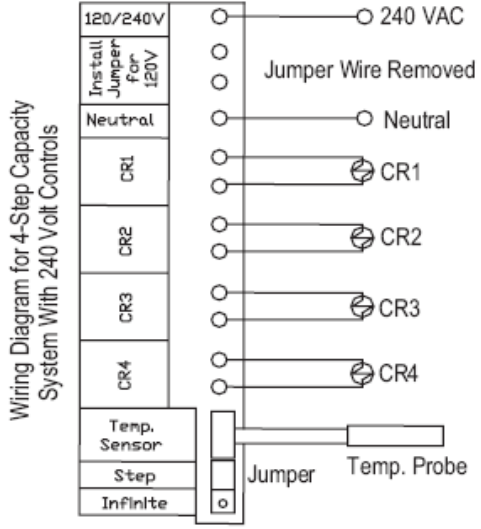 Wiring Diagram for 4-Step Capacity
System With 240 Volt Controls
120/240V
240 VAC
Install
Jumper
for
120V
Jumper Wire Removed
Neutral
Neutral
CR1
CR1
CR2
CR2
CR3
CR3
CR4
CR4
Temp.
Sensor
Temp. Probe
Step
Jumper
Infinite